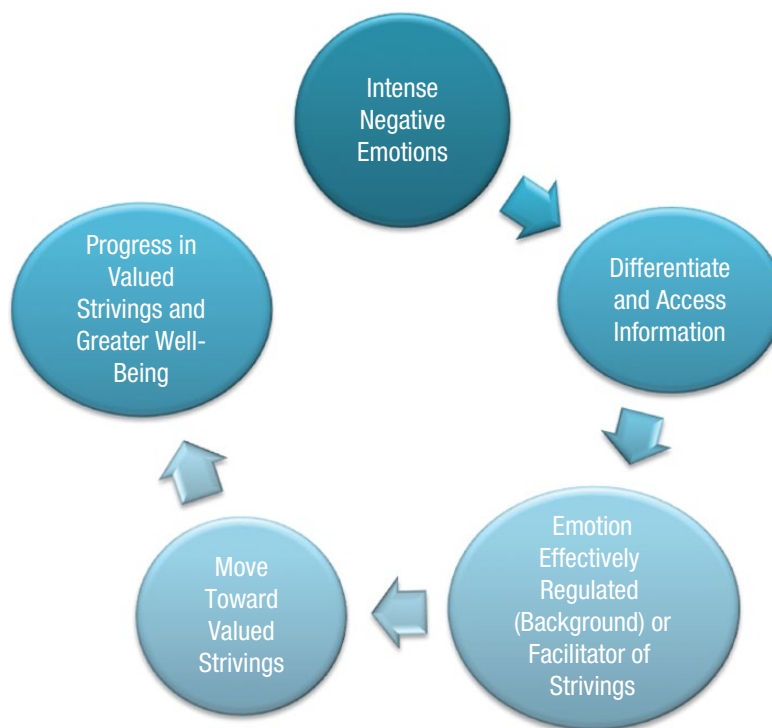 Intense
Negative
Emotions
Differentiate
and Access
Information
Emotion
Effectively
Regulated
(Background) or
Facilitator of
Strivings
Move
Toward
Valued
Strivings
Progress in
Valued
Strivings and
Greater Well-
Being